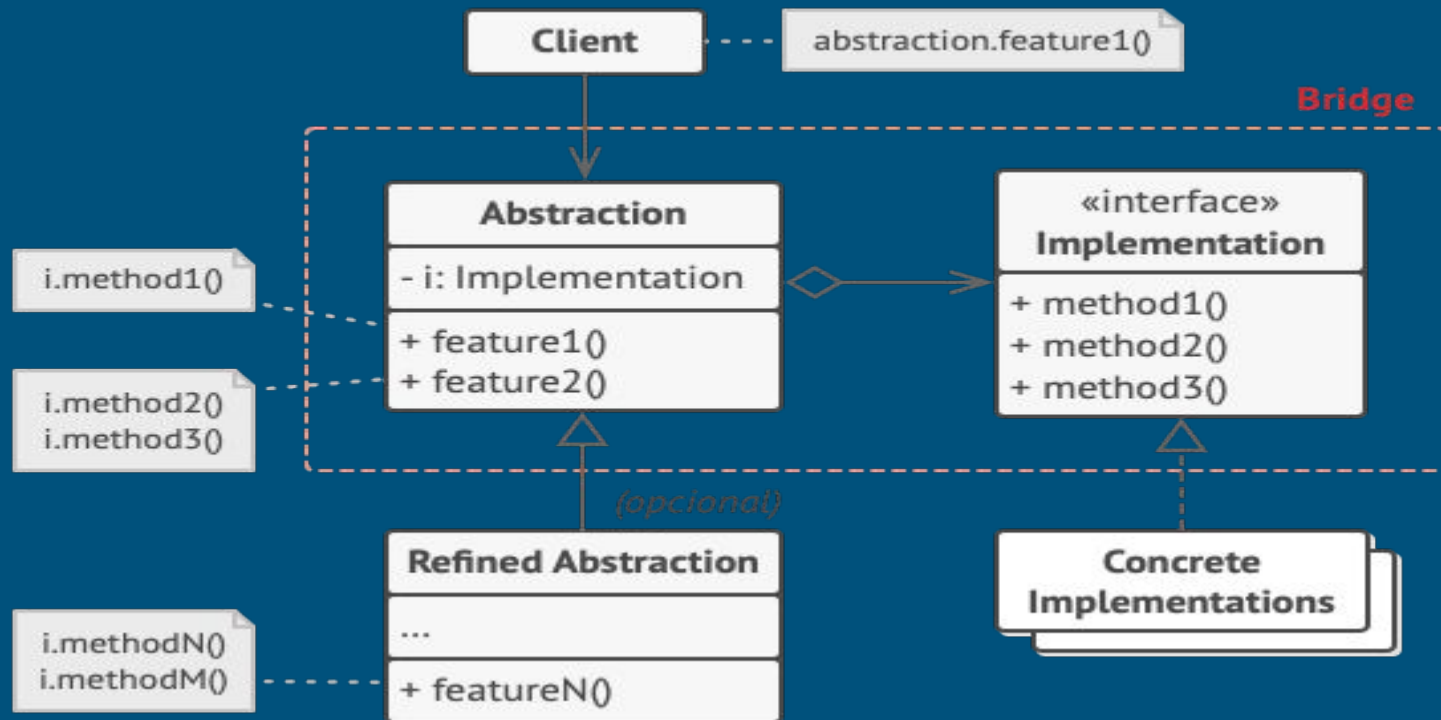 Client
abstraction.feature1()
Bridge
Abstraction
- i: Implementation
+ feature1()
+ feature2()
«interface»
Implementation
+ method1()
+ method2()
+ method3()
i.method1()
i.method2()
i.method3()
(opcional)
Refined Abstraction
...
+ featureN()
Concrete
Implementations
i.methodN()
i.methodM()